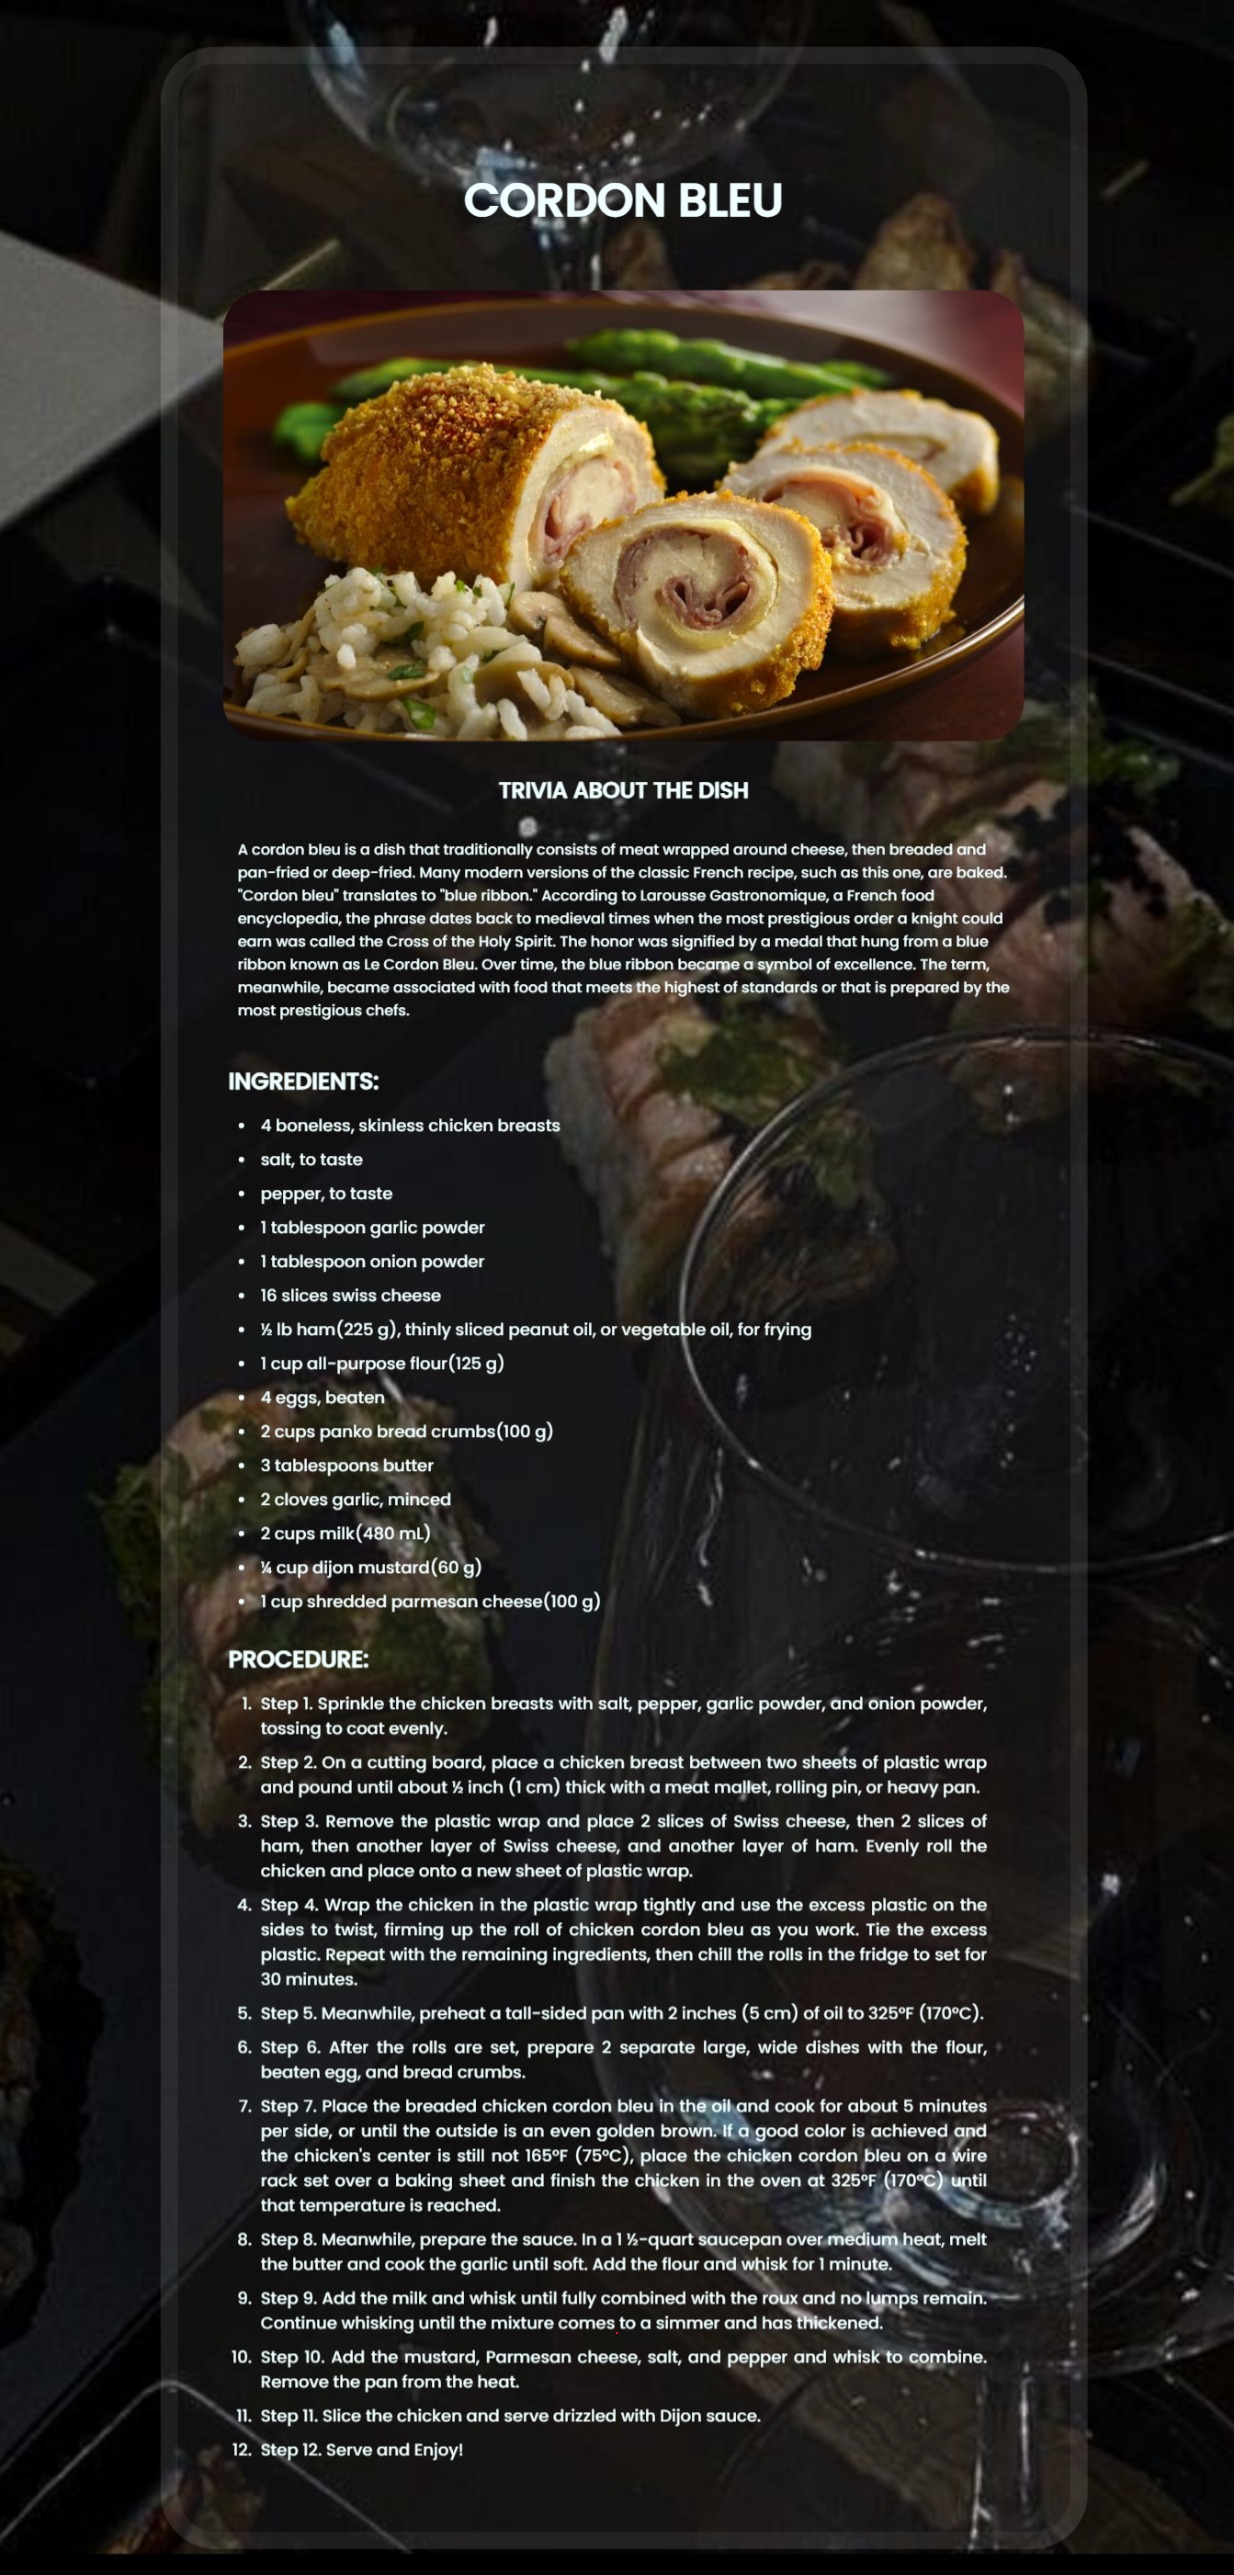 CORDON BLEU
TRIVIA ABOUT THE DISH
A cordon bleu is a dish that traditionally consists of meat wrapped around cheese, then breaded and
pan-fried or deep-fried. Many modern versions of the classic French recipe, such as this one, are baked.
"Cordon bleu" translates to "blue ribbon." According to Larousse Gastronomique, a French food
encyclopedia, the phrase dates back to medieval times when the most prestigious order a knight could
earn was called the Cross of the Holy Spirit. The honor was signified by a medal that hung from a blue
ribbon known as Le Cordon Bleu. Over time, the blue ribbon became a symbol of excellence. The term,
meanwhile, became associated with food that meets the highest of standards or that is prepared by the
most prestigious chefs.
INGREDIENTS:
• 4 boneless, skinless chicken breasts
• salt, to taste
• pepper, to taste
• 1 tablespoon garlic powder
• 1 tablespoon onion powder
• 16 slices swiss cheese
• ½ lb ham(225 g), thinly sliced peanut oil, or vegetable oil, for frying
• 1 cup all-purpose flour(125 g)
• 4 eggs, beaten
• 2 cups panko bread crumbs(100 g)
• 3 tablespoons butter
• 2 cloves garlic, minced
• 2 cups milk(480 mL)
• ¼ cup dijon mustard(60 g)
• 1 cup shredded parmesan cheese(100 g)
PROCEDURE:
1. Step 1. Sprinkle the chicken breasts with salt, pepper, garlic powder, and onion powder,
tossing to coat evenly.
2. Step 2. On a cutting board, place a chicken breast between two sheets of plastic wrap
and pound until about ½ inch (1 cm) thick with a meat mallet, rolling pin, or heavy pan.
3. Step 3. Remove the plastic wrap and place 2 slices of Swiss cheese, then 2 slices of
ham, then another layer of Swiss cheese, and another layer of ham. Evenly roll the
chicken and place onto a new sheet of plastic wrap.
4. Step 4. Wrap the chicken in the plastic wrap tightly and use the excess plastic on the
sides to twist, firming up the roll of chicken cordon bleu as you work. Tie the excess
plastic. Repeat with the remaining ingredients, then chill the rolls in the fridge to set for
30 minutes.
5. Step 5. Meanwhile, preheat a tall-sided pan with 2 inches (5 cm) of oil to 325°F (170°C).
6. Step 6. After the rolls are set, prepare 2 separate large, wide dishes with the flour,
beaten egg, and bread crumbs.
7. Step 7. Place the breaded chicken cordon bleu in the oil and cook for about 5 minutes
per side, or until the outside is an even golden brown. If a good color is achieved and
the chicken's center is still not 165°F (75°C), place the chicken cordon bleu on a wire
rack set over a baking sheet and finish the chicken in the oven at 325°F (170°C) until
that temperature is reached.
8. Step 8. Meanwhile, prepare the sauce. In a 1 ½-quart saucepan over medium heat, melt
the butter and cook the garlic until soft. Add the flour and whisk for 1 minute.
9. Step 9. Add the milk and whisk until fully combined with the roux and no lumps remain.
Continue whisking until the mixture comes to a simmer and has thickened.
10. Step 10. Add the mustard, Parmesan cheese, salt, and pepper and whisk to combine.
Remove the pan from the heat.
11. Step 11. Slice the chicken and serve drizzled with Dijon sauce.
12. Step 12. Serve and Enjoy!